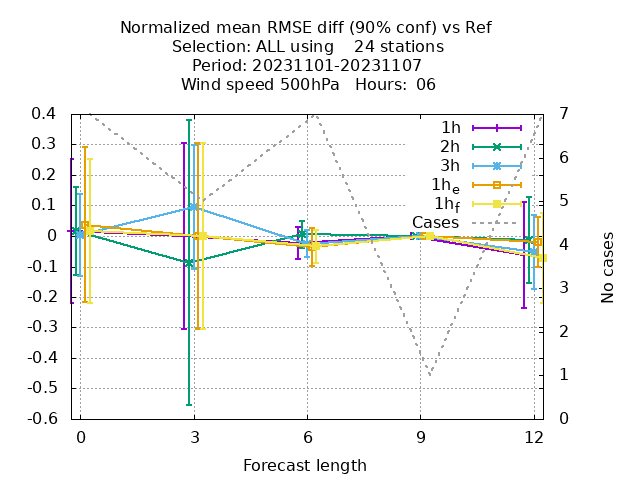 Normalized mean RMSE diff (90% conf) vs Ref
Selection: ALL using    24 stations
Period: 20231101-20231107
Wind speed 500hPa   Hours:  06
0.4
0.3
0.2
0.1
0
-0.1
-0.2
-0.3
-0.4
-0.5
-0.6
7
6
5
4
3
2
1
0
1h
2h
3h
1h_e
1h_f
Cases
No cases
0 3 6 9 12
Forecast length